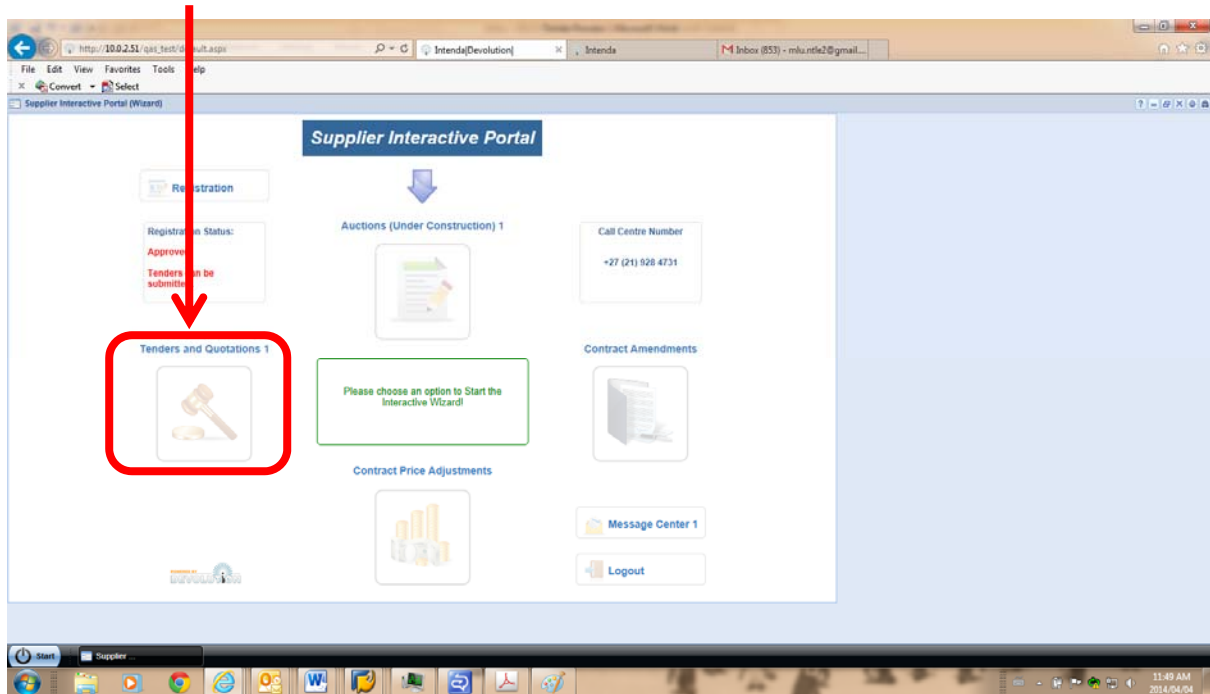 http://10.0.2.51/qas_test/default.aspx
Intenda|Devolution|
Intenda
Inbox (853) - mlu.ntle2@gmail....
File Edit View Favorites Tools Help
Convert
Select
Supplier Interactive Portal (Wizard)
Supplier Interactive Portal
Registration
Registration Status:
Approved
Tenders can be
submitted
Auctions (Under Construction) 1
Call Centre Number
+27 (21) 928 4731
Tenders and Quotations 1
Please choose an option to Start the
Interactive Wizard!
Contract Amendments
Contract Price Adjustments
Message Center 1
Logout
POWERED BY
DEVOLUTION
Start
Supplier ...
11:49 AM
2014/04/04